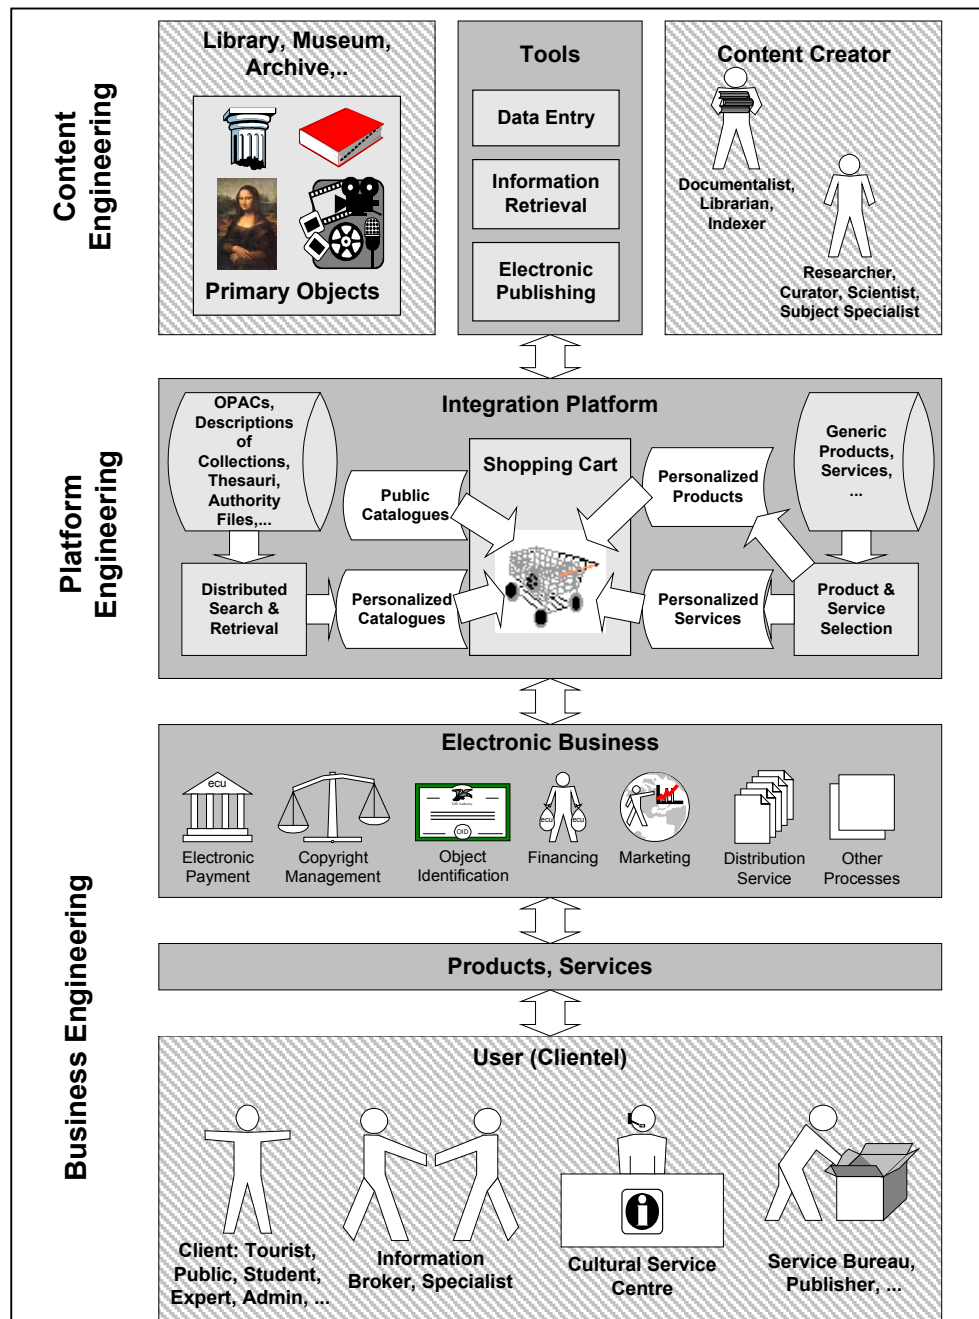 Content
Engineering
Library, Museum,
Archive,..
Primary Objects
Tools
Data Entry
Information
Retrieval
Electronic
Publishing
Content Creator
Documentalist,
Librarian,
Indexer
Researcher,
Curator, Scientist,
Subject Specialist
Platform
Engineering
Integration Platform
OPACs,
Descriptions
of
Collections,
Thesauri,
Authority
Files,...
Distributed
Search &
Retrieval
Public
Catalogues
Personalized
Catalogues
Shopping Cart
Personalized
Products
Personalized
Services
Generic
Products,
Services,
...
Product &
Service
Selection
Business Engineering
Electronic Business
ecu
Electronic
Payment
Copyright
Management
OID
Object
Identification
ecu
ecu
Financing
Marketing
Distribution
Service
Other
Processes
Products, Services
User (Clientel)
Client: Tourist,
Public, Student,
Expert, Admin, ...
Information
Broker, Specialist
i
Cultural Service
Centre
Service Bureau,
Publisher, ...